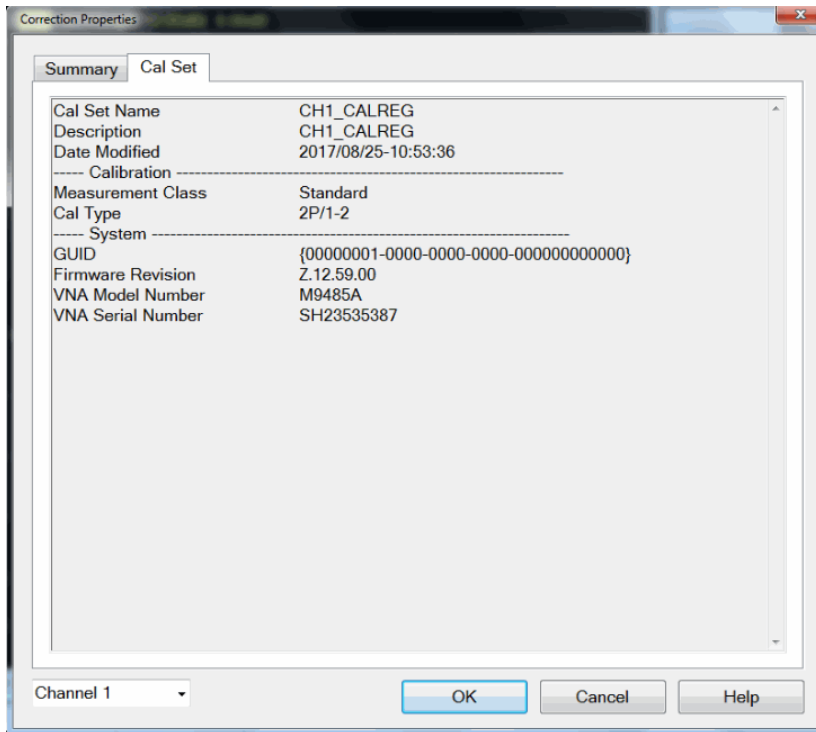 Correction Properties
Summary Cal Set
Cal Set Name CH1_CALREG
Description CH1_CALREG
Date Modified 2017/08/25-10:53:36
----- Calibration --------------------------------------------------------------
Measurement Class Standard
Cal Type 2P/1-2
----- System -------------------------------------------------------------------
GUID {00000001-0000-0000-0000-000000000000}
Firmware Revision Z.12.59.00
VNA Model Number M9485A
VNA Serial Number SH23535387
Channel 1 OK Cancel Help